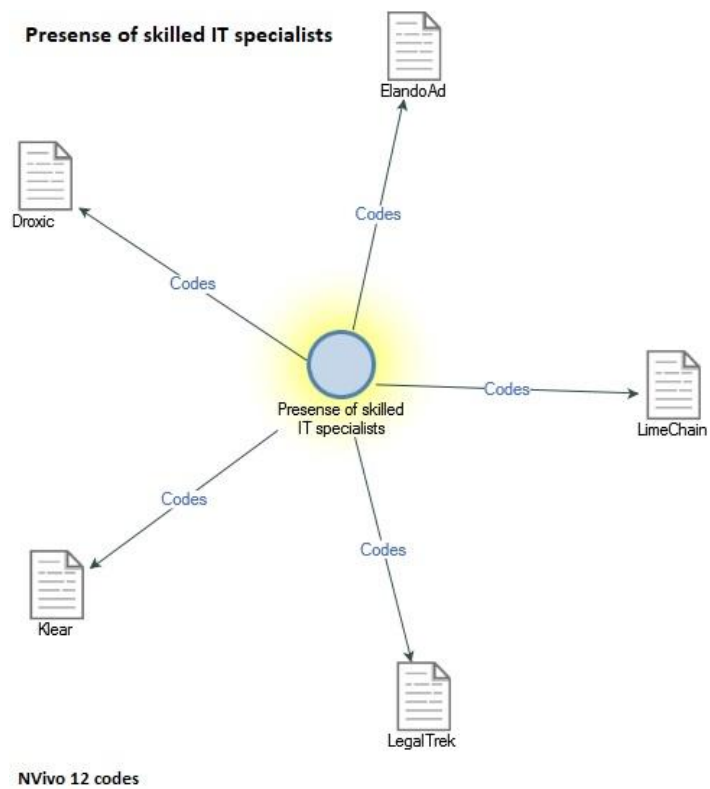 Presense of skilled IT specialists
ElandoAd
Droxic
Codes
Codes
Codes
LimeChain
Presense of skilled
IT specialists
Codes
Codes
Klear
LegalTrek
NVivo 12 codes